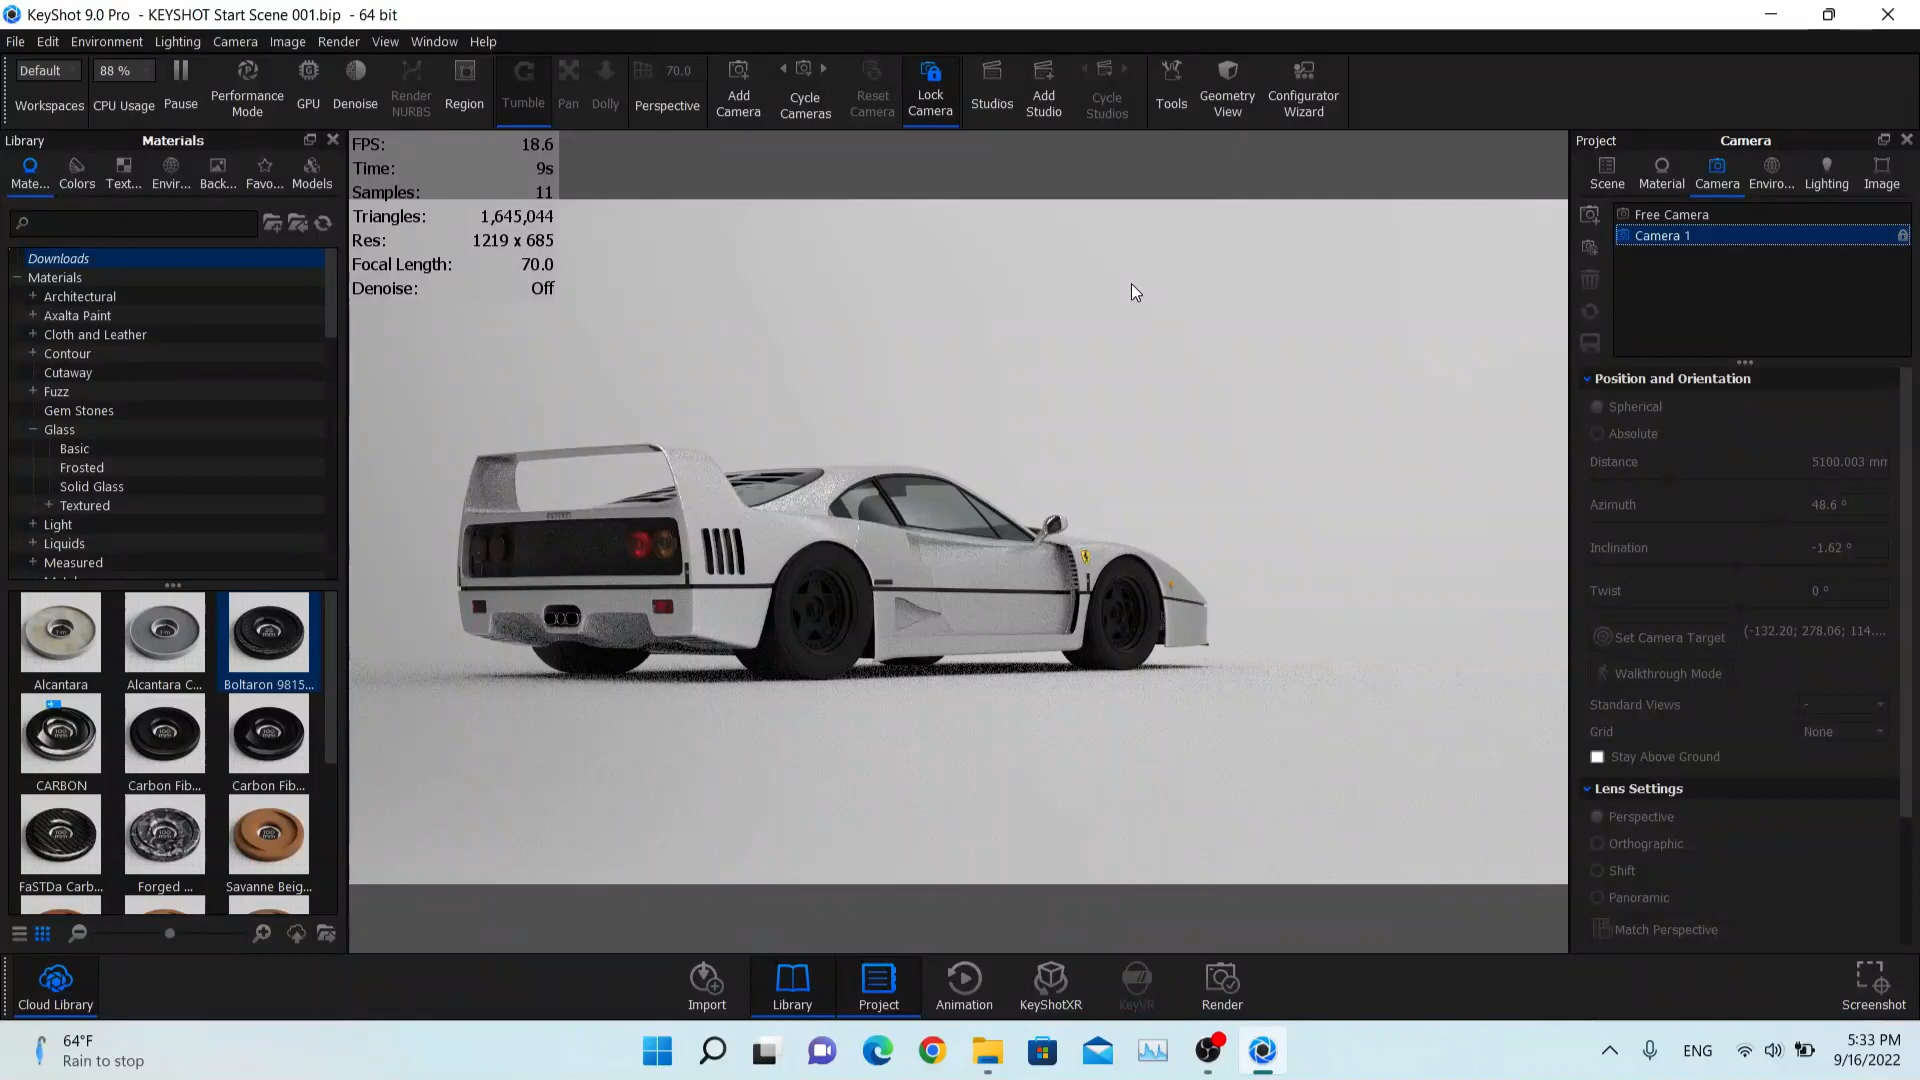 KeyShot 9.0 Pro - KEYSHOT Start Scene 001.bip - 64 bit
File Edit Environment Lighting Camera Image Render View Window Help
Default 88 % 70.0
Workspaces CPU Usage Pause Performance Mode GPU Denoise Render NURBS Region Tumble Pan Dolly Perspective Add Camera Cycle Cameras Reset Camera Lock Camera Studios Add Studio Cycle Studios Tools Geometry View Configurator Wizard
Library Materials
Mate... Colors Text... Envir... Back... Favo... Models
Downloads
Materials
Architectural
Axalta Paint
Cloth and Leather
Contour
Cutaway
Fuzz
Gem Stones
Glass
Basic
Frosted
Solid Glass
Textured
Light
Liquids
Measured
Alcantara Alcantara C... Boltaron 9815...
CARBON Carbon Fib... Carbon Fib...
FaSTDa Carb... Forged ... Savanne Beig...
FPS: 18.6
Time: 9s
Samples: 11
Triangles: 1,645,044
Res: 1219 x 685
Focal Length: 70.0
Denoise: Off
Project Camera
Scene Material Camera Enviro... Lighting Image
Free Camera
Camera 1
Position and Orientation
Spherical
Absolute
Distance 5100.003 mm
Azimuth 48.6 °
Inclination -1.62 °
Twist 0 °
Set Camera Target (-132.20; 278.06; 114....
Walkthrough Mode
Standard Views -
Grid None
Stay Above Ground
Lens Settings
Perspective
Orthographic
Shift
Panoramic
Match Perspective
Cloud Library Import Library Project Animation KeyShotXR KeyVR Render Screenshot
64°F
Rain to stop
ENG
5:33 PM
9/16/2022